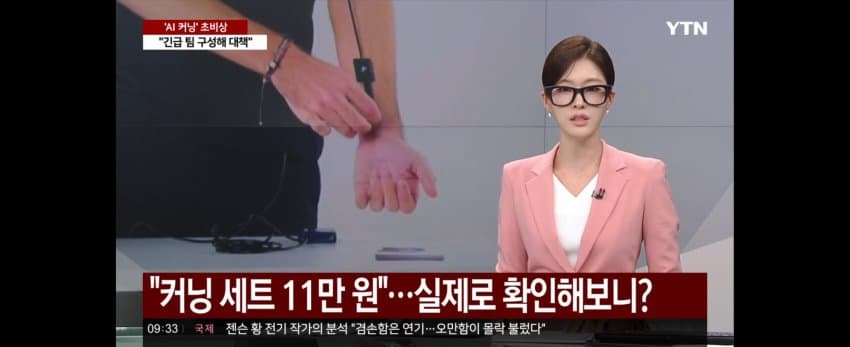 'AI 커닝' 초비상
"긴급 팀 구성해 대책"
YTN
"커닝 세트 11만 원"…실제로 확인해보니?
09:33 국제 젠슨 황 전기 작가의 분석 "겸손함은 연기…오만함이 몰락 불렀다"